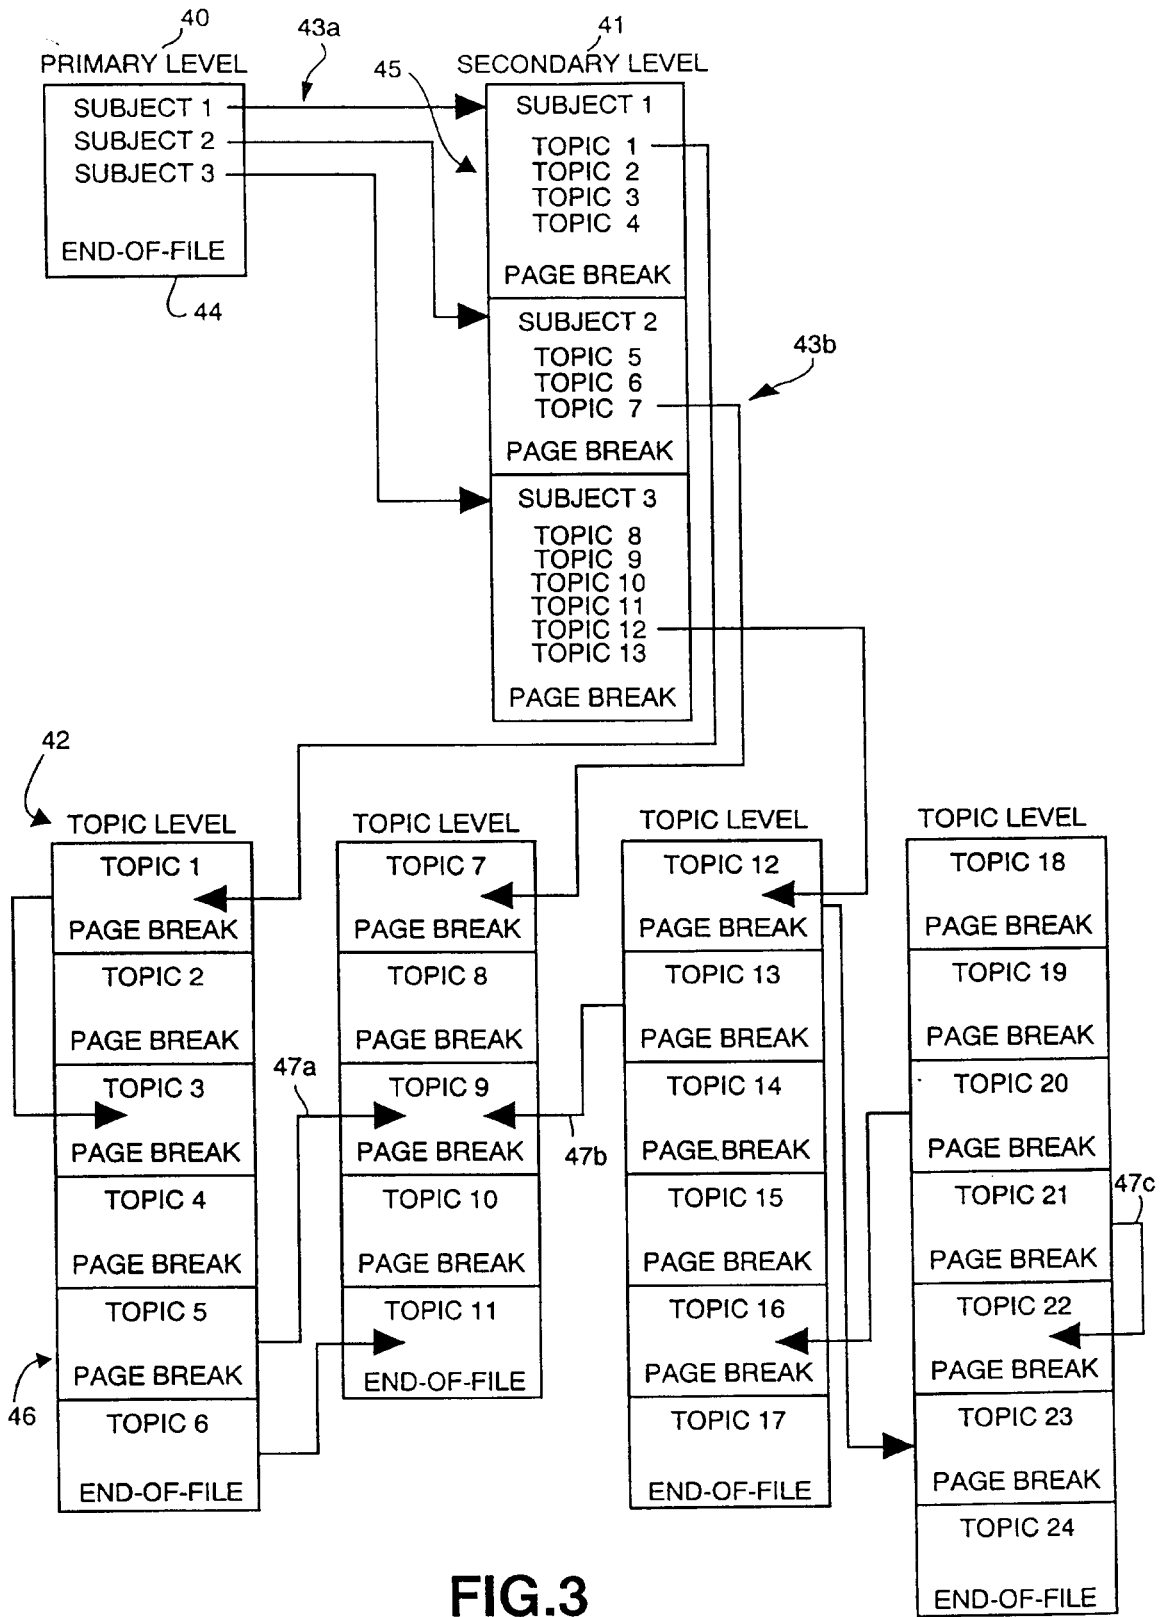 40
43a
41
PRIMARY LEVEL
45
SECONDARY LEVEL
SUBJECT 1
SUBJECT 2
SUBJECT 3
END-OF-FILE
44
SUBJECT 1
TOPIC 1
TOPIC 2
TOPIC 3
TOPIC 4
PAGE BREAK
SUBJECT 2
TOPIC 5
TOPIC 6
TOPIC 7
PAGE BREAK
43b
SUBJECT 3
TOPIC 8
TOPIC 9
TOPIC 10
TOPIC 11
TOPIC 12
TOPIC 13
PAGE BREAK
42
TOPIC LEVEL
TOPIC 1
PAGE BREAK
TOPIC 2
PAGE BREAK
TOPIC 3
PAGE BREAK
TOPIC 4
PAGE BREAK
TOPIC 5
PAGE BREAK
TOPIC 6
END-OF-FILE
46
47a
TOPIC LEVEL
TOPIC 7
PAGE BREAK
TOPIC 8
PAGE BREAK
TOPIC 9
PAGE BREAK
TOPIC 10
PAGE BREAK
TOPIC 11
END-OF-FILE
47b
TOPIC LEVEL
TOPIC 12
PAGE BREAK
TOPIC 13
PAGE BREAK
TOPIC 14
PAGE BREAK
TOPIC 15
PAGE BREAK
TOPIC 16
PAGE BREAK
TOPIC 17
END-OF-FILE
TOPIC LEVEL
TOPIC 18
PAGE BREAK
TOPIC 19
PAGE BREAK
TOPIC 20
PAGE BREAK
TOPIC 21
PAGE BREAK
47c
TOPIC 22
PAGE BREAK
TOPIC 23
PAGE BREAK
TOPIC 24
END-OF-FILE
FIG.3